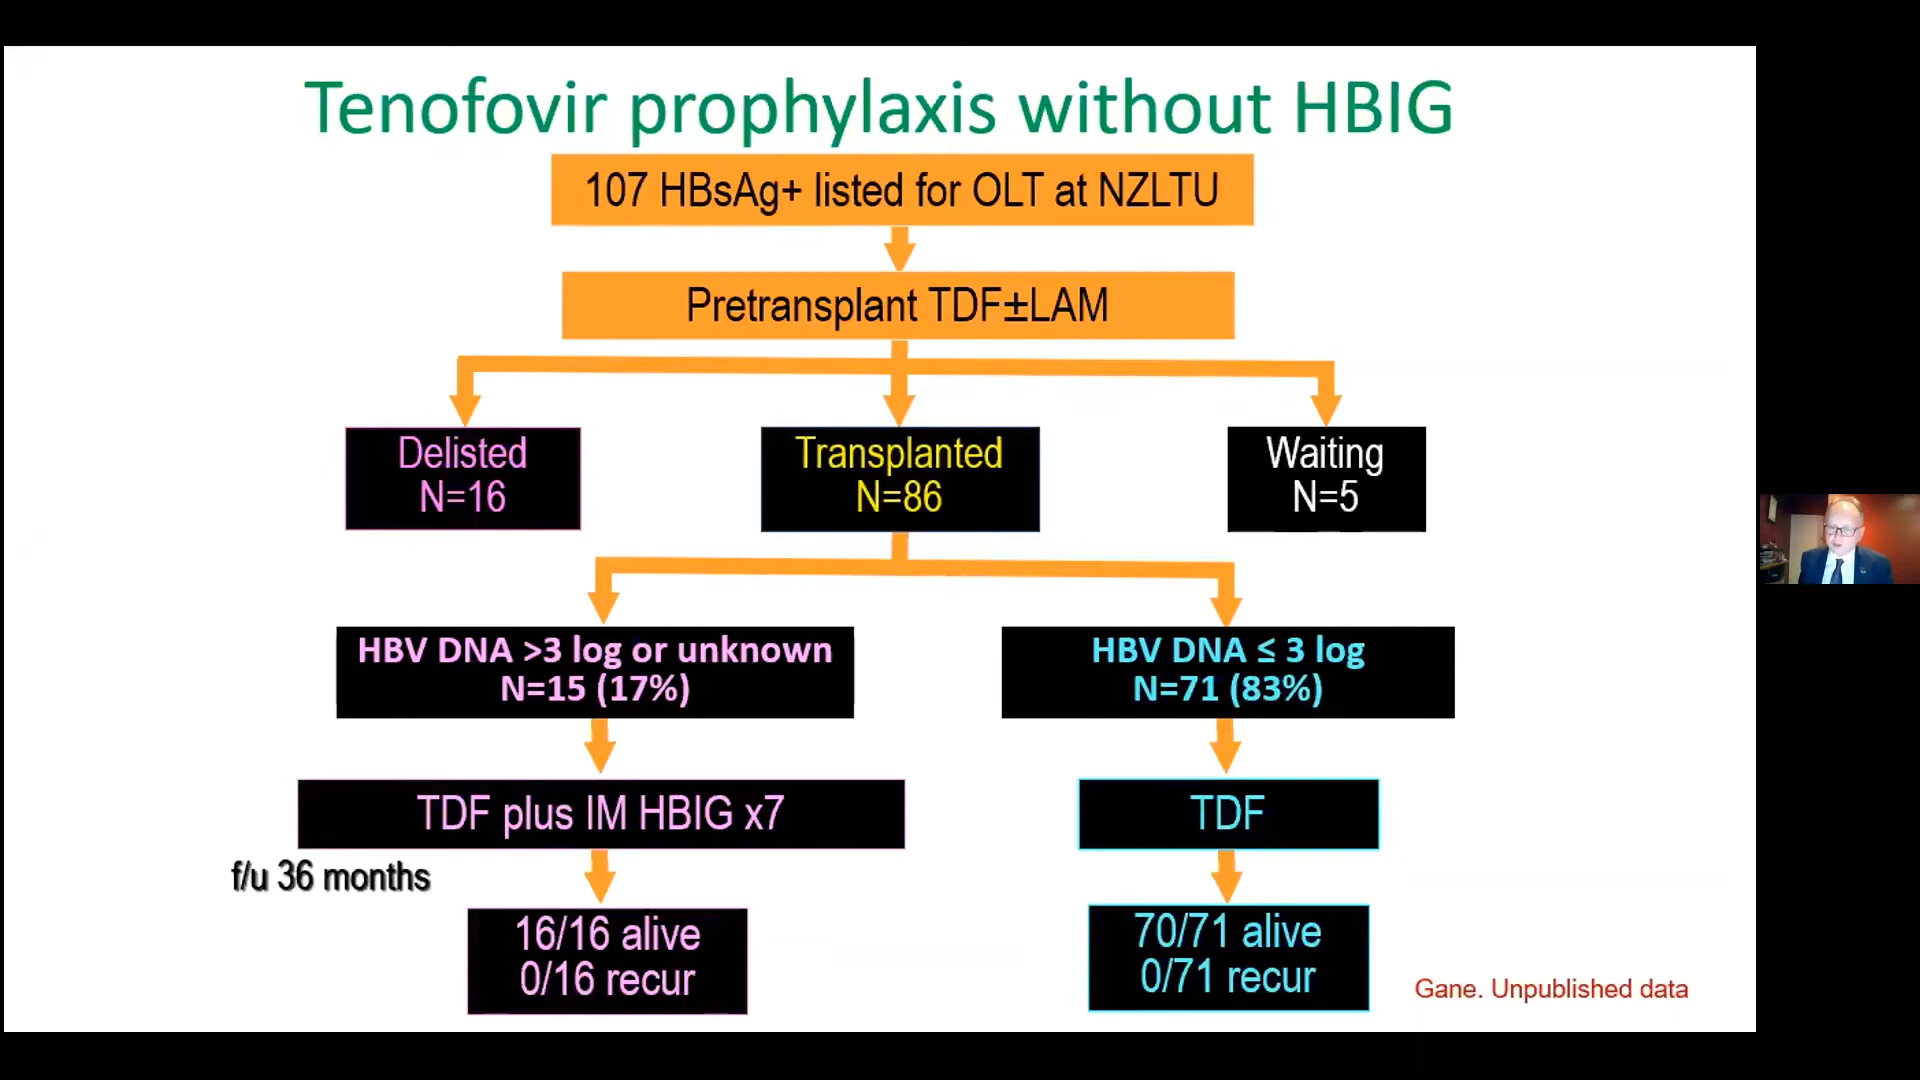 Tenofovir prophylaxis without HBIG
107 HBsAg+ listed for OLT at NZLTU
Pretransplant TDF±LAM
Delisted
N=16
Transplanted
N=86
Waiting
N=5
HBV DNA >3 log or unknown
N=15 (17%)
HBV DNA ≤ 3 log
N=71 (83%)
TDF plus IM HBIG x7
TDF
f/u 36 months
16/16 alive
0/16 recur
70/71 alive
0/71 recur
Gane. Unpublished data